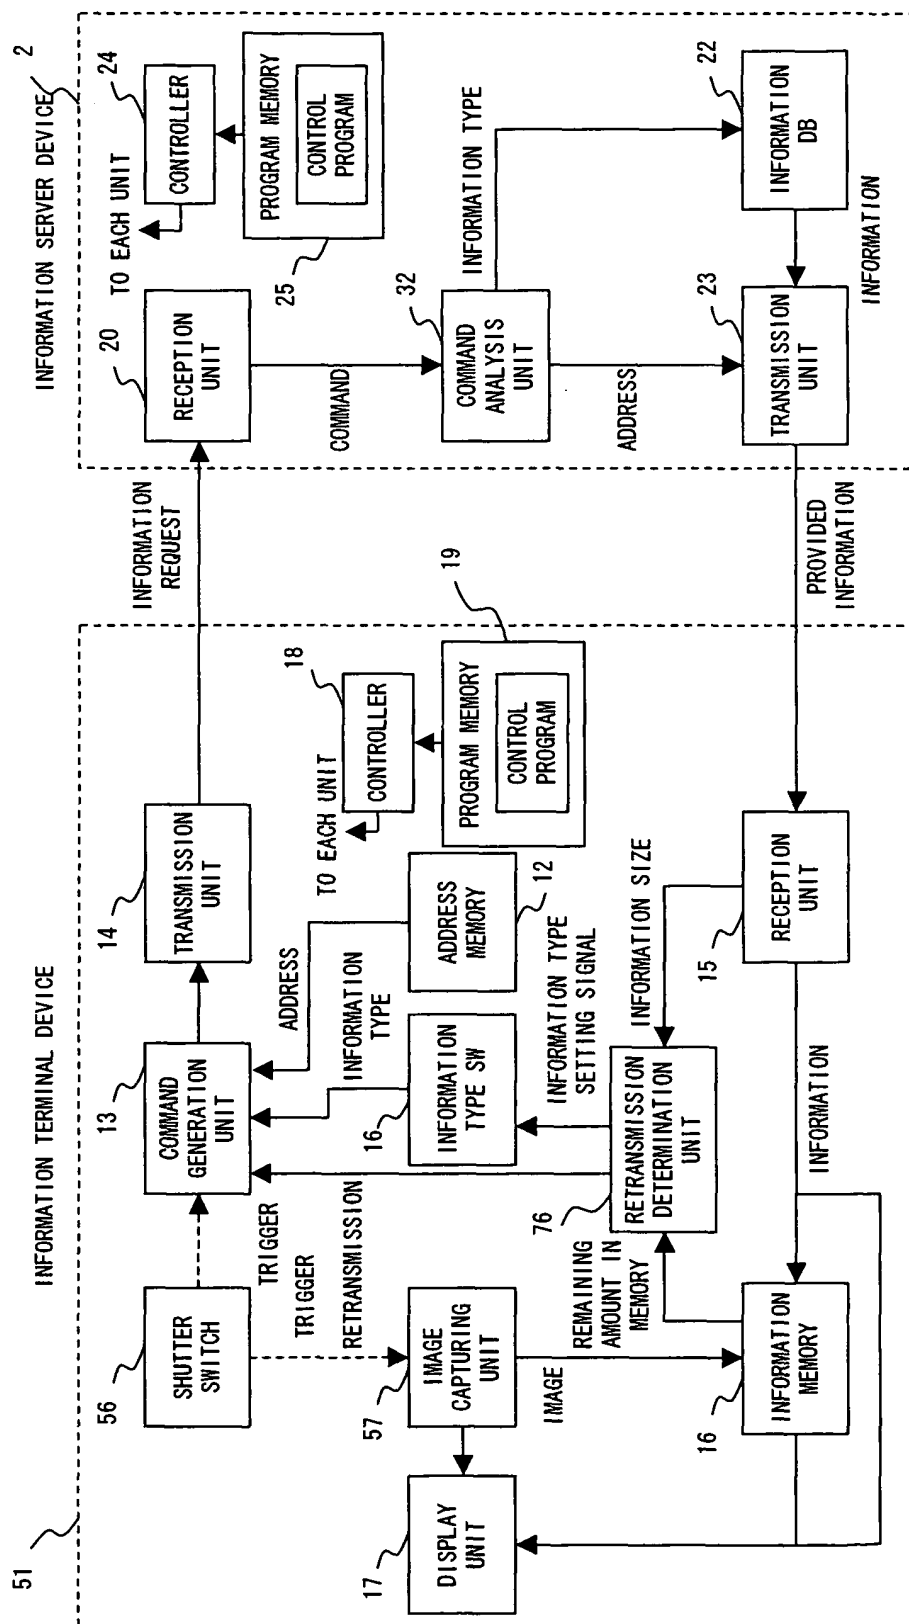 INFORMATION TERMINAL DEVICE
51
INFORMATION SERVER DEVICE
2
56
SHUTTER
SWITCH
TRIGGER
TRIGGER
13
COMMAND
GENERATION
UNIT
14
TRANSMISSION
UNIT
INFORMATION
REQUEST
20
RECEPTION
UNIT
TO EACH UNIT
24
CONTROLLER
PROGRAM MEMORY
CONTROL
PROGRAM
25
RETRANSMISSION
ADDRESS
INFORMATION
TYPE
TO EACH UNIT
18
CONTROLLER
PROGRAM MEMORY
CONTROL
PROGRAM
19
COMMAND
17
DISPLAY
UNIT
57
IMAGE
CAPTURING
UNIT
16
INFORMATION
TYPE SW
ADDRESS
MEMORY
12
32
COMMAND
ANALYSIS
UNIT
INFORMATION TYPE
IMAGE
REMAINING
AMOUNT IN
MEMORY
76
RETRANSMISSION
DETERMINATION
UNIT
INFORMATION TYPE
SETTING SIGNAL
INFORMATION SIZE
ADDRESS
16
INFORMATION
MEMORY
INFORMATION
15
RECEPTION
UNIT
PROVIDED
INFORMATION
23
TRANSMISSION
UNIT
INFORMATION
22
INFORMATION
DB